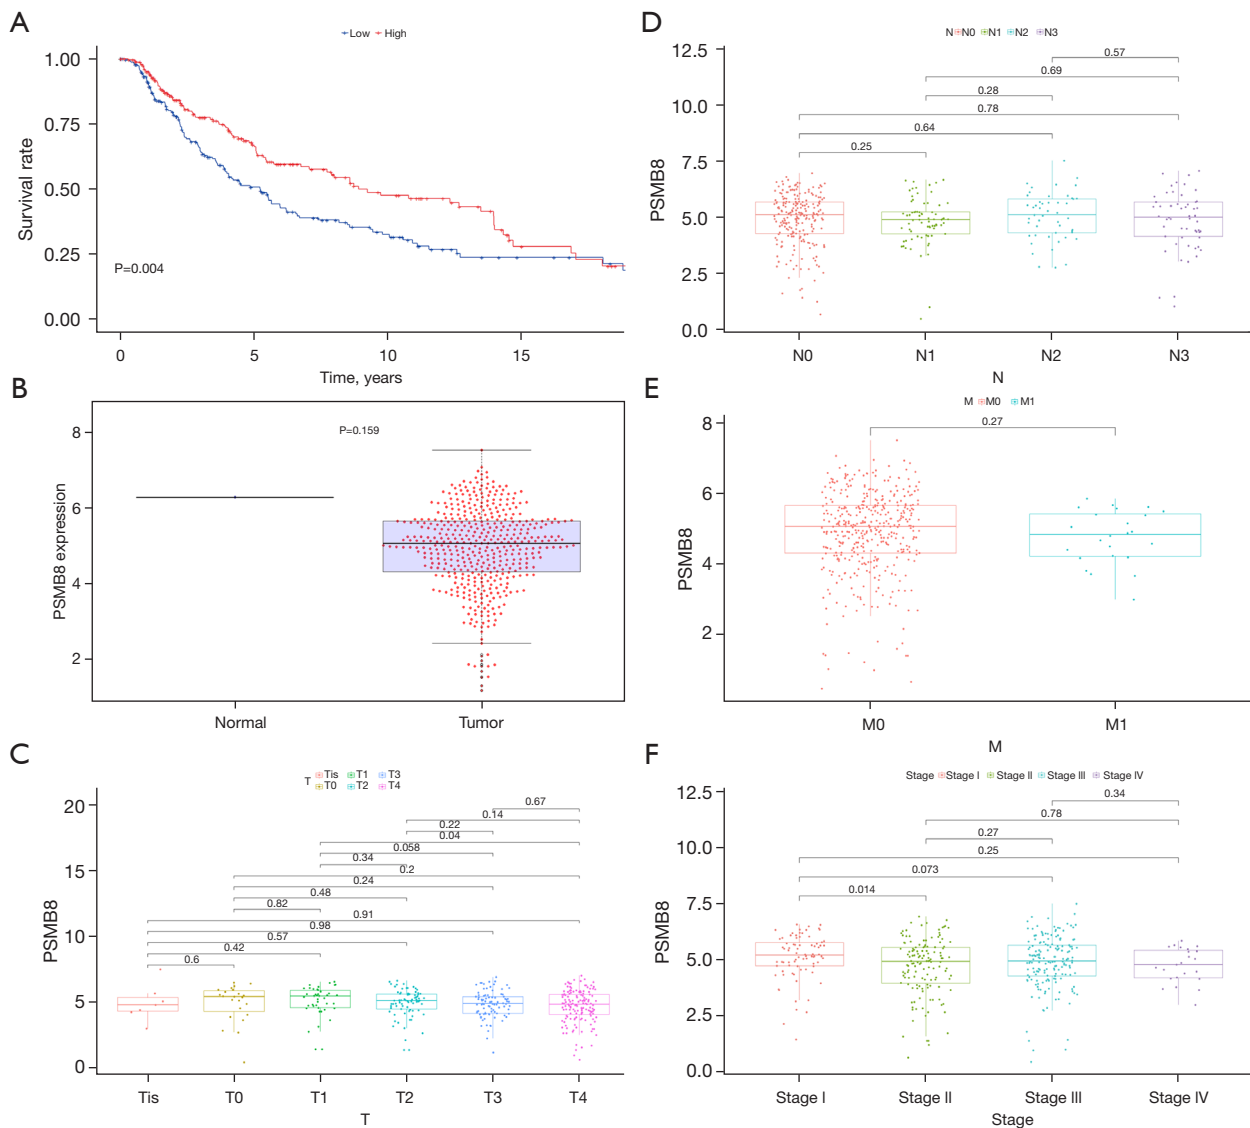 A
Low High
1.00
0.75
0.50
0.25
0.00
Survival rate
P=0.004
0 5 10 15
Time, years
B
P=0.159
8
6
4
2
PSMB8 expression
Normal Tumor
C
T Tis T1 T3
T0 T2 T4
20
15
10
5
0
PSMB8
0.67
0.14
0.22
0.04
0.058
0.34
0.2
0.24
0.48
0.82
0.91
0.98
0.57
0.42
0.6
Tis T0 T1 T2 T3 T4
T
D
N N0 N1 N2 N3
12.5
10.0
7.5
5.0
2.5
0.0
PSMB8
0.57
0.69
0.28
0.78
0.64
0.25
N0 N1 N2 N3
N
E
M M0 M1
8
6
4
2
PSMB8
0.27
M0 M1
M
F
Stage Stage I Stage II Stage III Stage IV
12.5
10.0
7.5
5.0
2.5
0.0
PSMB8
0.34
0.78
0.27
0.25
0.073
0.014
Stage I Stage II Stage III Stage IV
Stage